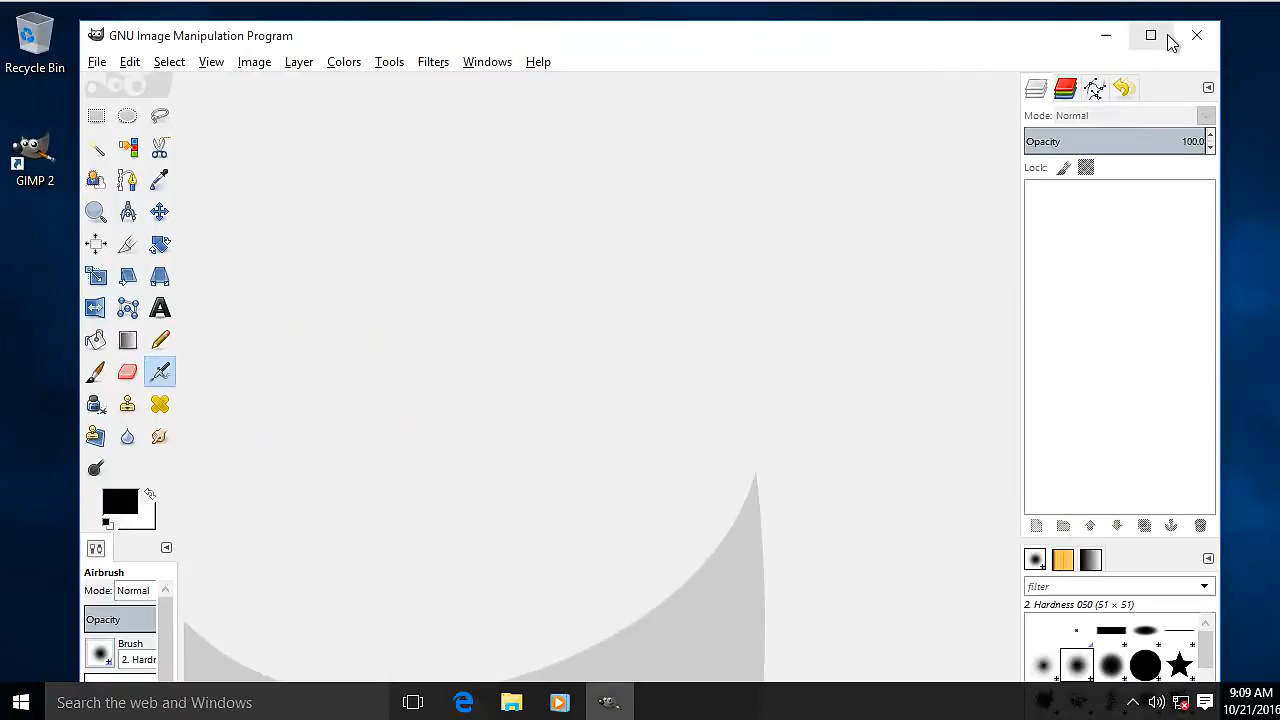 Recycle Bin
GIMP 2
GNU Image Manipulation Program
File Edit Select View Image Layer Colors Tools Filters Windows Help
Mode: Normal
Opacity 100.0
Lock:
Airbrush
Mode: Normal
Opacity
Brush
2. Hardn
filter
2. Hardness 050 (51 × 51)
Search the web and Windows
9:09 AM
10/21/2016